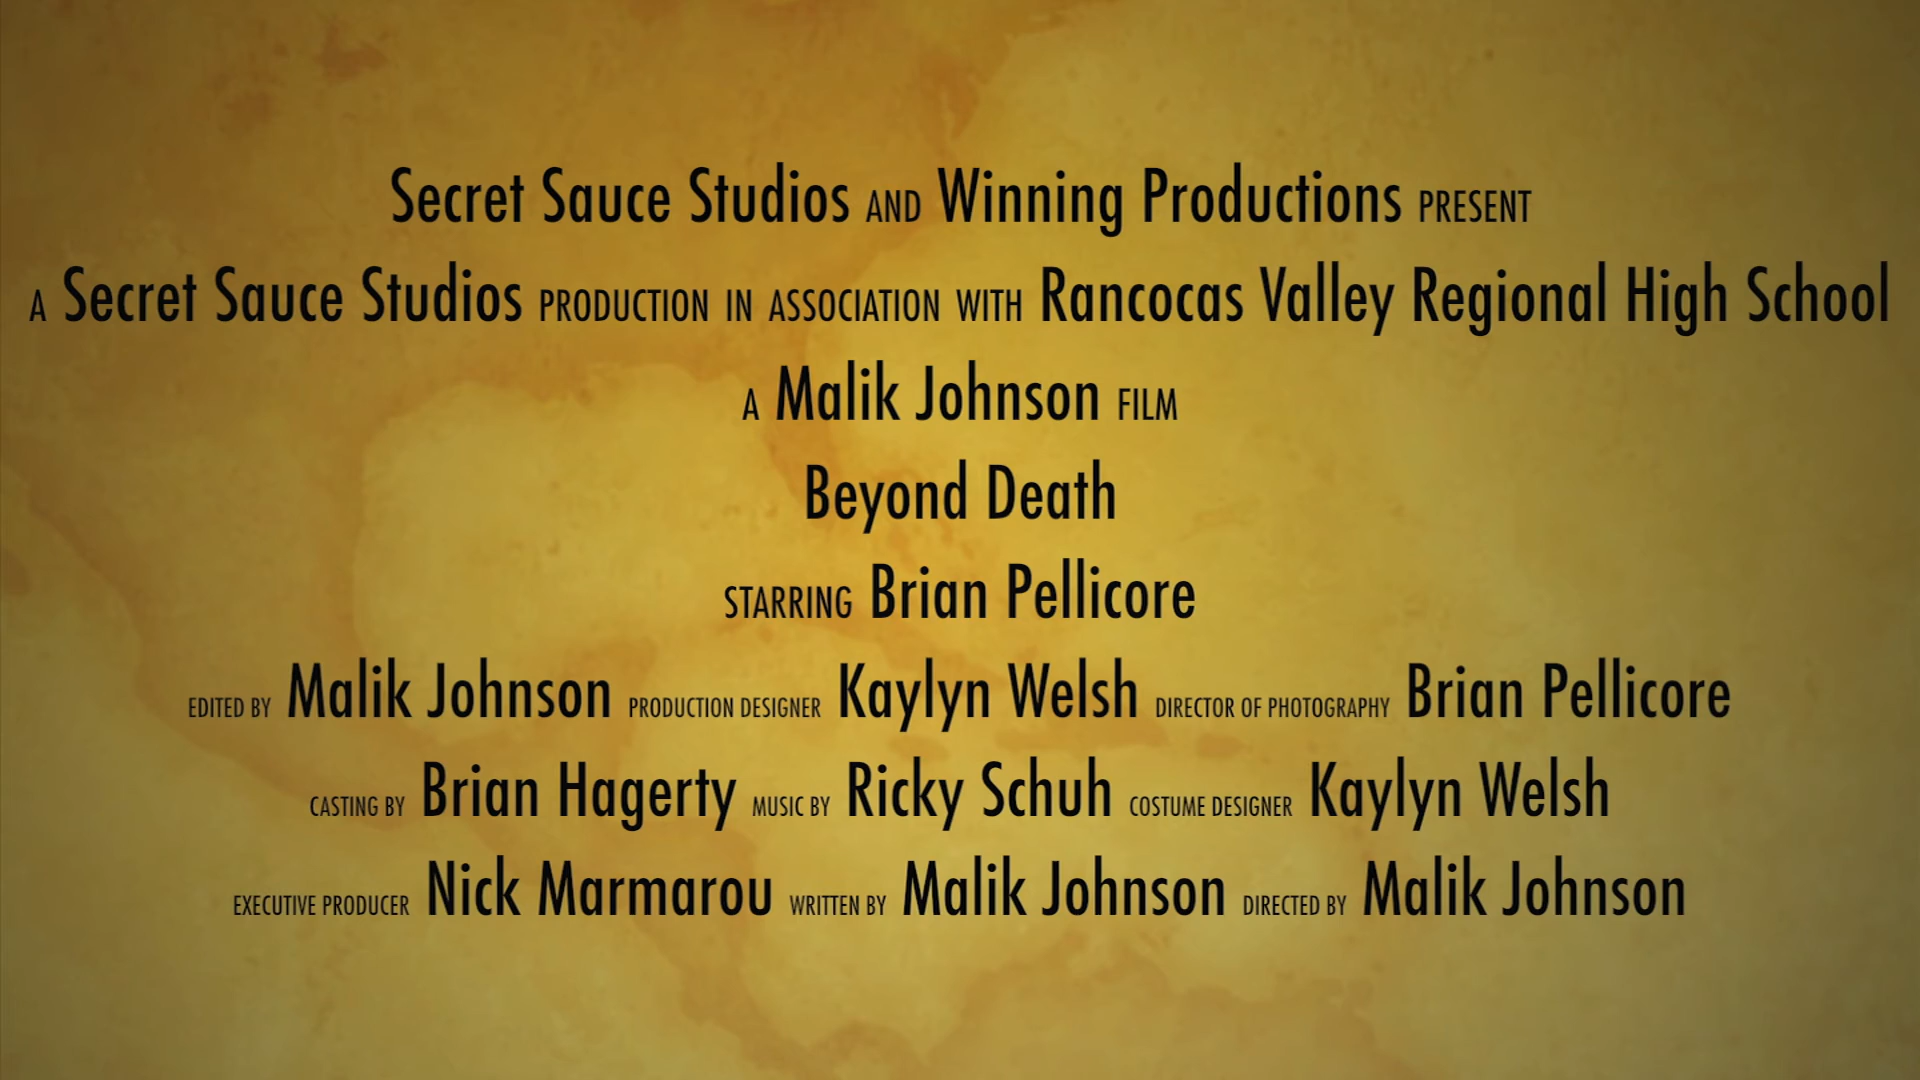 Secret Sauce Studios AND Winning Productions PRESENT
A Secret Sauce Studios PRODUCTION IN ASSOCIATION WITH Rancocas Valley Regional High School
A Malik Johnson FILM
Beyond Death
STARRING Brian Pellicore
EDITED BY Malik Johnson PRODUCTION DESIGNER Kaylyn Welsh DIRECTOR OF PHOTOGRAPHY Brian Pellicore
CASTING BY Brian Hagerty MUSIC BY Ricky Schuh COSTUME DESIGNER Kaylyn Welsh
EXECUTIVE PRODUCER Nick Marmarou WRITTEN BY Malik Johnson DIRECTED BY Malik Johnson